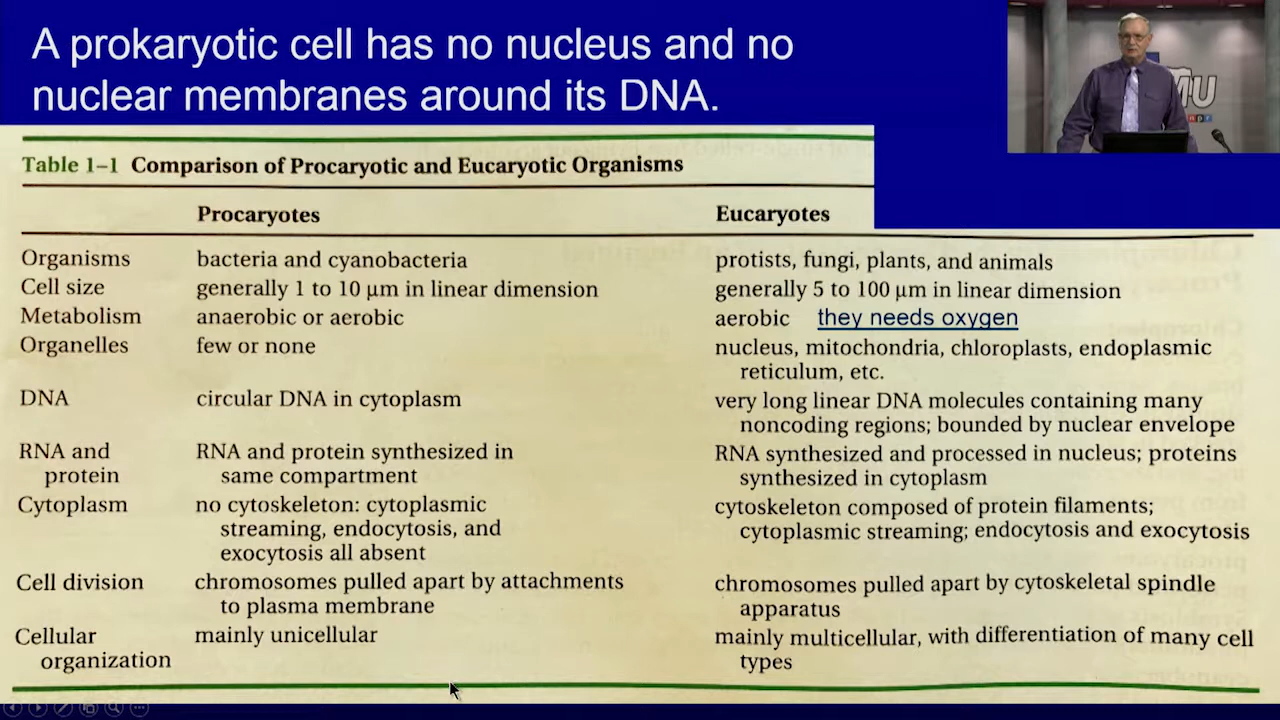 A prokaryotic cell has no nucleus and no
nuclear membranes around its DNA.
MU
npr
Table 1–1 Comparison of Procaryotic and Eucaryotic Organisms
Procaryotes Eucaryotes
Organisms bacteria and cyanobacteria protists, fungi, plants, and animals
Cell size generally 1 to 10 μm in linear dimension generally 5 to 100 μm in linear dimension
Metabolism anaerobic or aerobic aerobic they needs oxygen
Organelles few or none nucleus, mitochondria, chloroplasts, endoplasmic
reticulum, etc.
DNA circular DNA in cytoplasm very long linear DNA molecules containing many
noncoding regions; bounded by nuclear envelope
RNA and RNA and protein synthesized in RNA synthesized and processed in nucleus; proteins
protein same compartment synthesized in cytoplasm
Cytoplasm no cytoskeleton: cytoplasmic cytoskeleton composed of protein filaments;
streaming, endocytosis, and cytoplasmic streaming; endocytosis and exocytosis
exocytosis all absent
Cell division chromosomes pulled apart by attachments chromosomes pulled apart by cytoskeletal spindle
to plasma membrane apparatus
Cellular mainly unicellular mainly multicellular, with differentiation of many cell
organization types